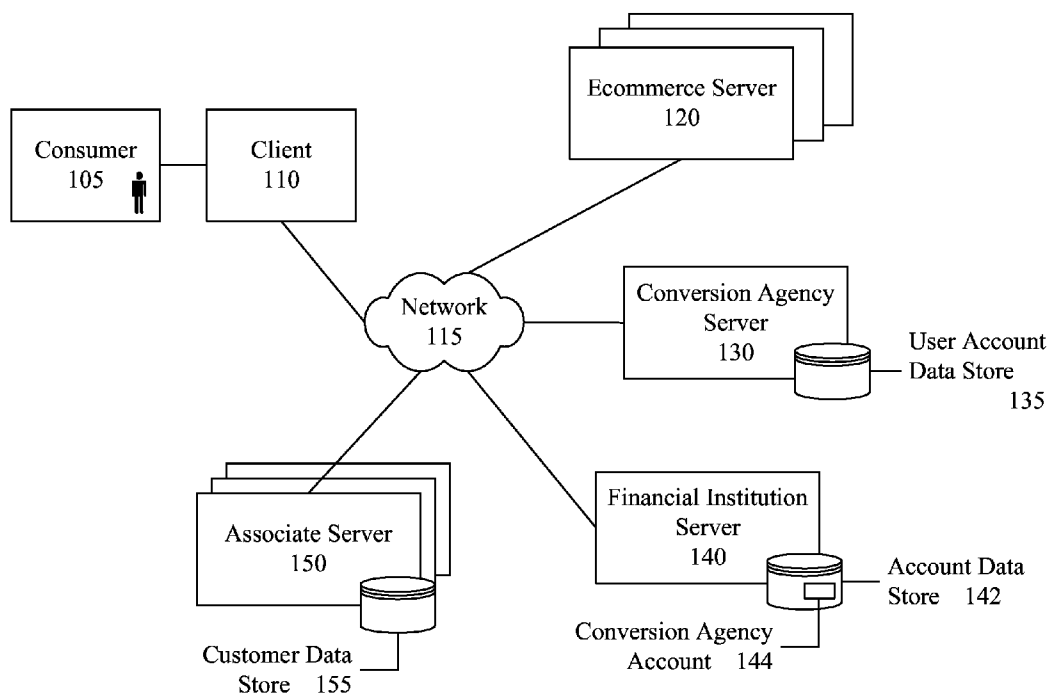 Ecommerce Server
120
Consumer
105
Client
110
Network
115
Conversion Agency
Server
130
User Account
Data Store
135
Associate Server
150
Customer Data
Store 155
Financial Institution
Server
140
Account Data
Store 142
Conversion Agency
Account 144